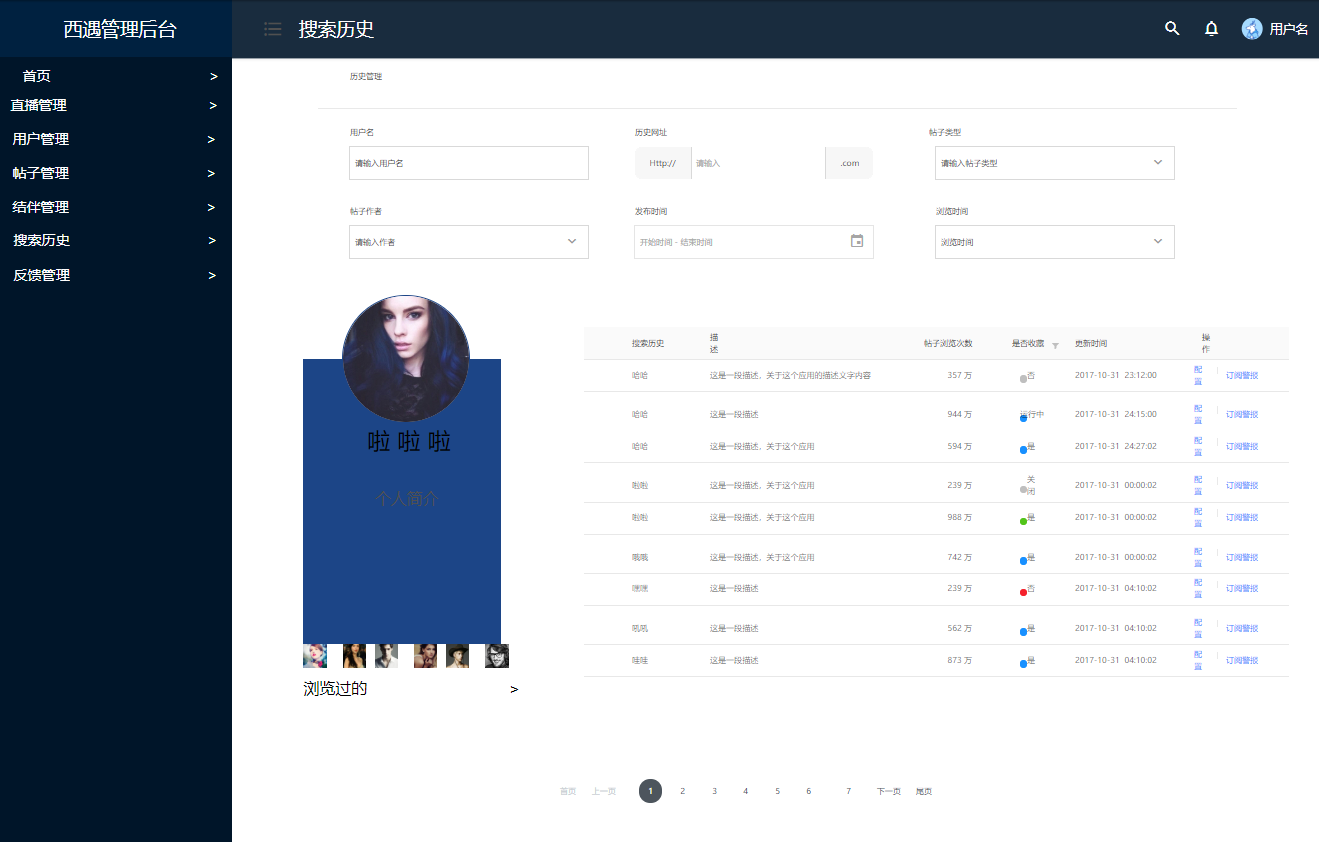 西遇管理后台
搜索历史
用户名
首页 >
直播管理 >
用户管理 >
帖子管理 >
结伴管理 >
搜索历史 >
反馈管理 >
历史管理
用户名 历史网址 帖子类型
请输入用户名 Http:// 请输入 .com 请输入帖子类型
帖子作者 发布时间 浏览时间
请输入作者 开始时间 - 结束时间 浏览时间
啦 啦 啦
个人简介
浏览过的 >
搜索历史 描述 帖子浏览次数 是否收露 更新时间 操作
哈哈 这是一段描述，关于这个应用的描述文字内容 357 万 否 2017-10-31 23:12:00 配置 订阅警报
哈哈 这是一段描述 944 万 运行中 2017-10-31 24:15:00 配置 订阅警报
哈哈 这是一段描述，关于这个应用 594 万 是 2017-10-31 24:27:02 配置 订阅警报
啦啦 这是一段描述，关于这个应用 239 万 关闭 2017-10-31 00:00:02 配置 订阅警报
啦啦 这是一段描述，关于这个应用 988 万 是 2017-10-31 00:00:02 配置 订阅警报
哦哦 这是一段描述，关于这个应用 742 万 是 2017-10-31 00:00:02 配置 订阅警报
嘿嘿 这是一段描述 239 万 否 2017-10-31 04:10:02 配置 订阅警报
吼吼 这是一段描述 562 万 是 2017-10-31 04:10:02 配置 订阅警报
哇哇 这是一段描述 873 万 是 2017-10-31 04:10:02 配置 订阅警报
首页 上一页 1 2 3 4 5 6 7 下一页 尾页